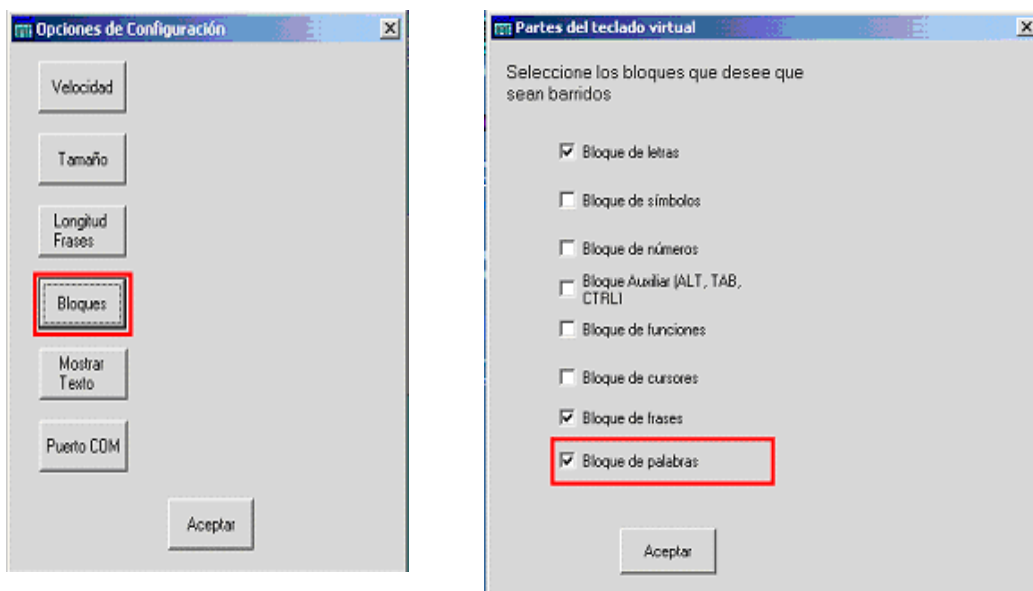 Opciones de Configuración
Velocidad
Tamaño
Longitud
Frases
Bloques
Mostrar
Texto
Puerto COM
Aceptar
Partes del teclado virtual
Seleccione los bloques que desee que
sean barridos
Bloque de letras
Bloque de símbolos
Bloque de números
Bloque Auxiliar (ALT, TAB,
CTRL)
Bloque de funciones
Bloque de cursores
Bloque de frases
Bloque de palabras
Aceptar